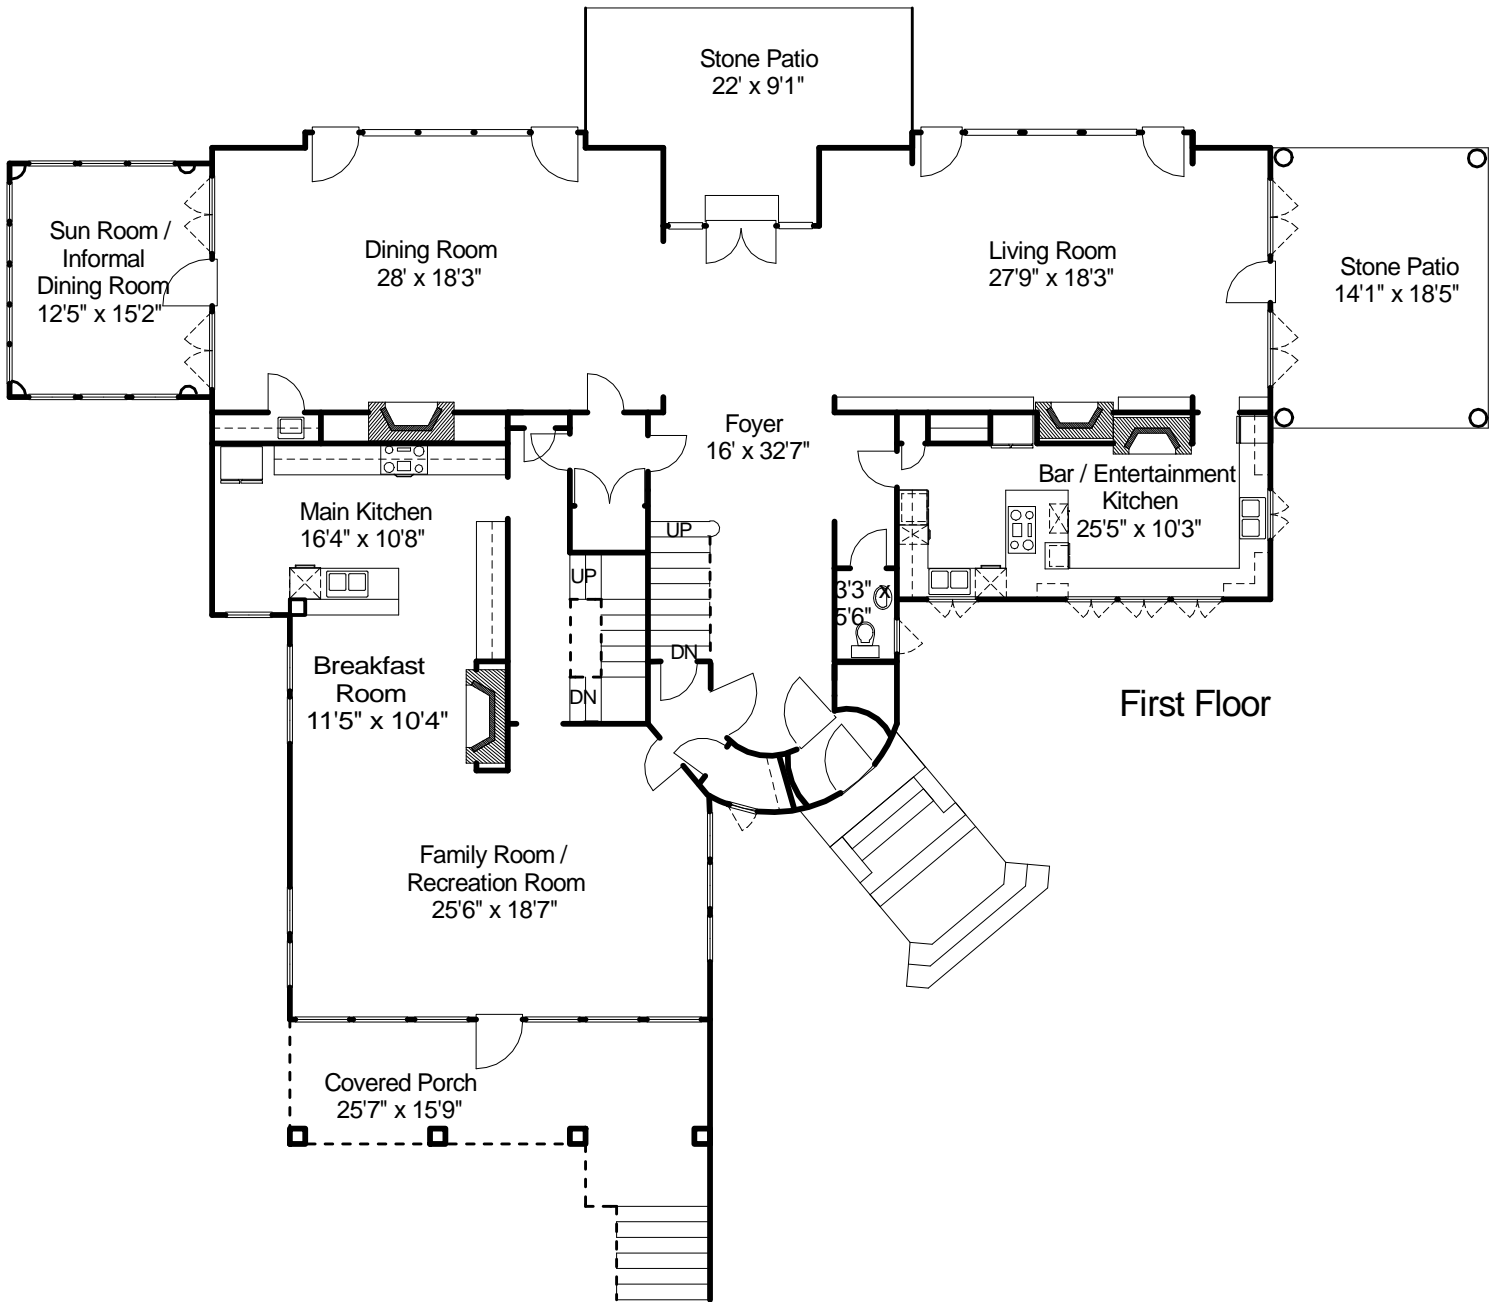 Stone Patio
22' x 9'1"
Sun Room /
Informal
Dining Room
12'5" x 15'2"
Dining Room
28' x 18'3"
Living Room
27'9" x 18'3"
Stone Patio
14'1" x 18'5"
Foyer
16' x 32'7"
Bar / Entertainment
Kitchen
25'5" x 10'3"
Main Kitchen
16'4" x 10'8"
UP
UP
3'3" x
5'6"
DN
DN
Breakfast
Room
11'5" x 10'4"
First Floor
Family Room /
Recreation Room
25'6" x 18'7"
Covered Porch
25'7" x 15'9"